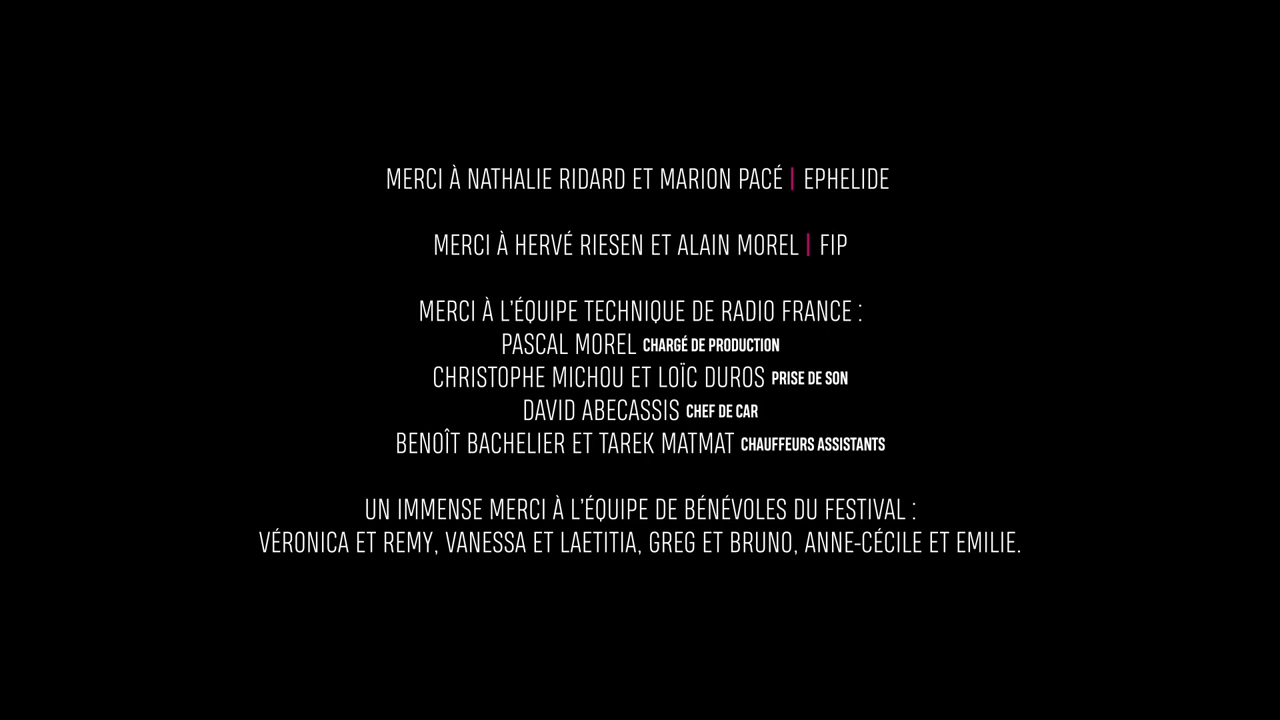 MERCI À NATHALIE RIDARD ET MARION PACÉ | EPHELIDE
MERCI À HERVÉ RIESEN ET ALAIN MOREL | FIP
MERCI À L’ÉQUIPE TECHNIQUE DE RADIO FRANCE :
PASCAL MOREL CHARGÉ DE PRODUCTION
CHRISTOPHE MICHOU ET LOÏC DUROS PRISE DE SON
DAVID ABECASSIS CHEF DE CAR
BENOÎT BACHELIER ET TAREK MATMAT CHAUFFEURS ASSISTANTS
UN IMMENSE MERCI À L’ÉQUIPE DE BÉNÉVOLES DU FESTIVAL :
VÉRONICA ET REMY, VANESSA ET LAETITIA, GREG ET BRUNO, ANNE-CÉCILE ET EMILIE.